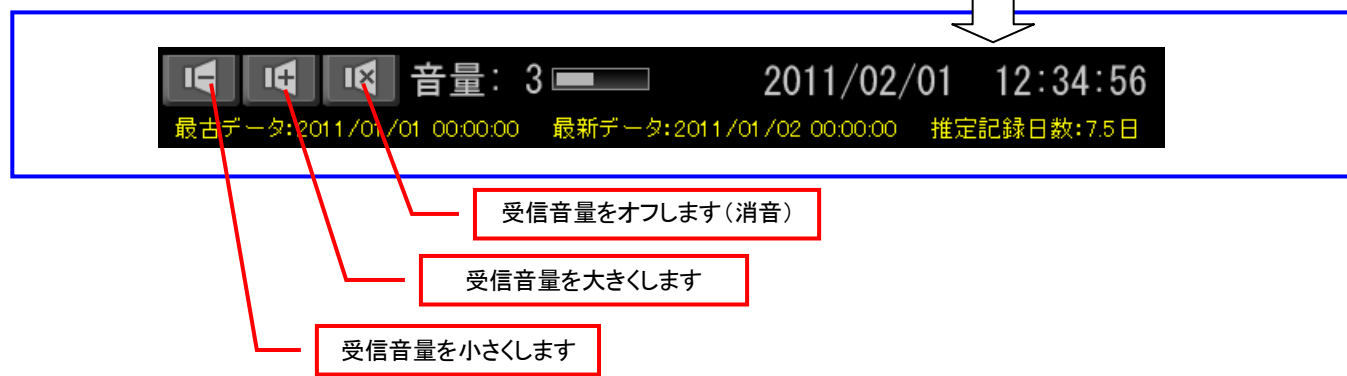 音量: 3 2011/02/01 12:34:56
最古データ:2011/01/01 00:00:00 最新データ:2011/01/02 00:00:00 推定記録日数:7.5日
受信音量をオフします(消音)
受信音量を大きくします
受信音量を小さくします